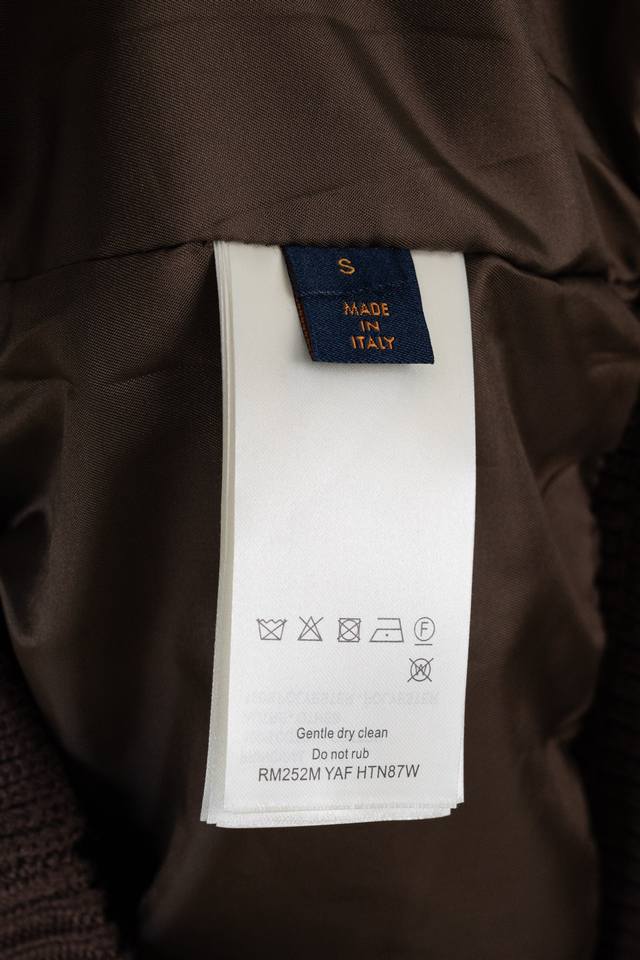 S
MADE
IN
ITALY
F
W
Gentle dry clean
Do not rub
RM252M YAF HTN87W